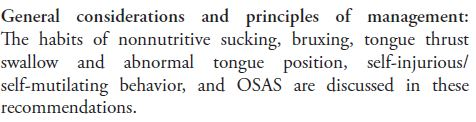 General considerations and principles of management:
The habits of nonnutritive sucking, bruxing, tongue thrust
swallow and abnormal tongue position, self-injurious/
self-mutilating behavior, and OSAS are discussed in these
recommendations.